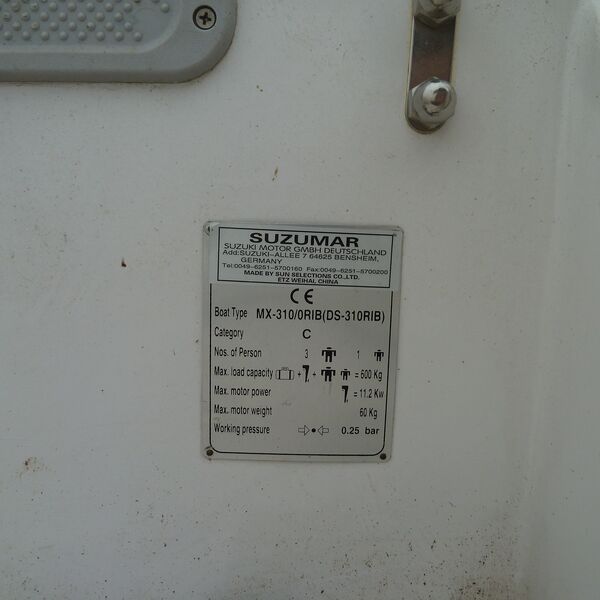 SUZUMAR
SUZUKI MOTOR GMBH DEUTSCHLAND
Add:SUZUKI-ALLEE 7 64625 BENSHEIM,
GERMANY
Tel:0049-6251-5700160 Fax:0049-6251-5700200
MADE BY SUN SELECTIONS CO.,LTD.
ETZ WEIHAI, CHINA
CE
Boat Type MX-310/0RIB(DS-310RIB)
Category C
Nos. of Person 3 1
Max. load capacity + + = 600 Kg
Max. motor power = 11.2 Kw
Max. motor weight 60 Kg
Working pressure 0.25 bar